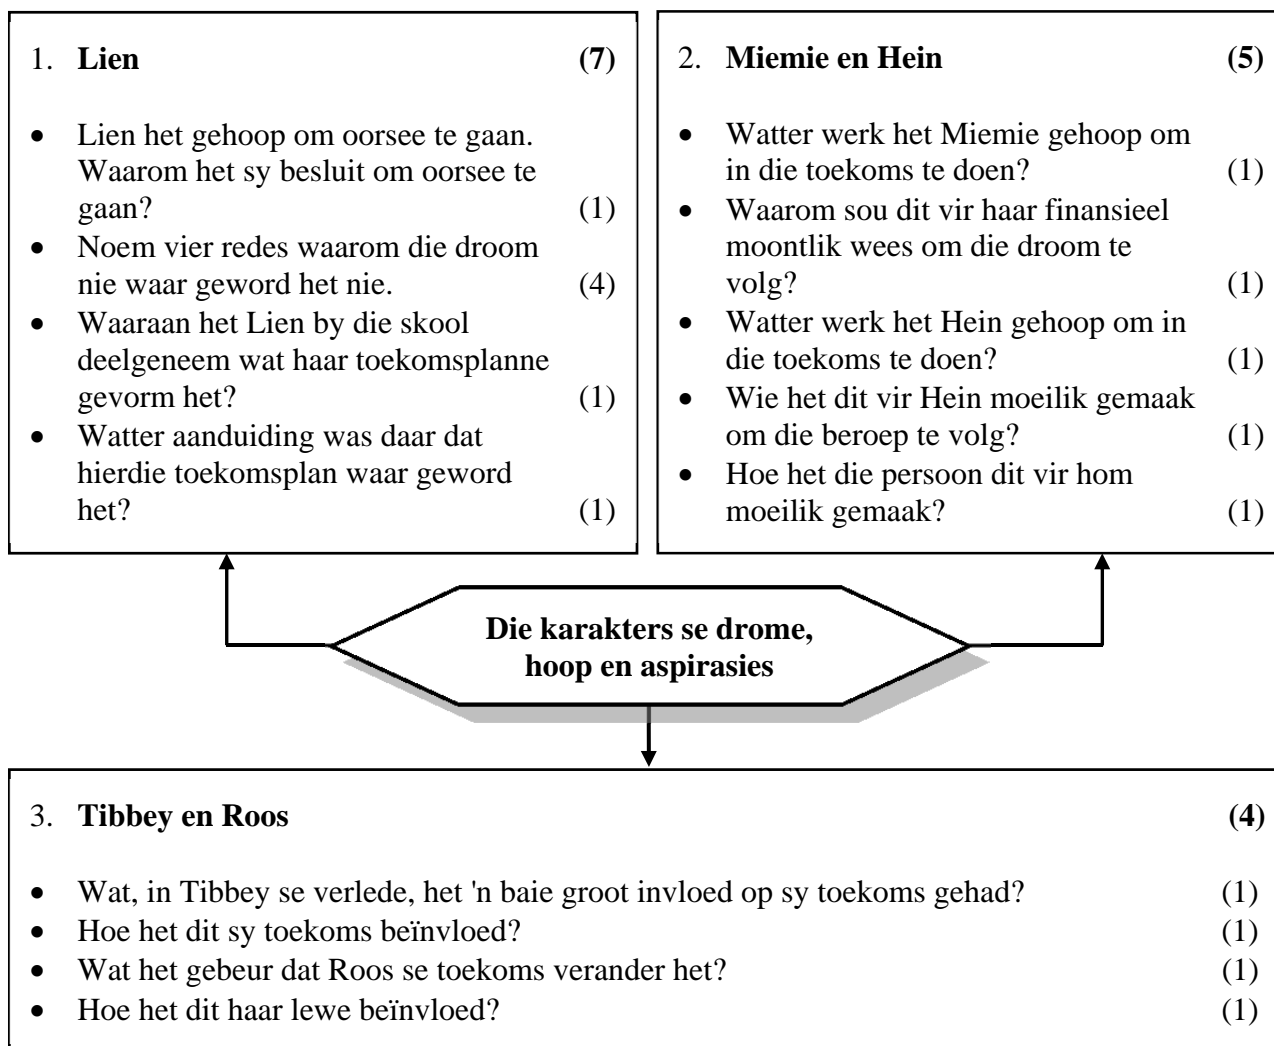 1. Lien (7)
• Lien het gehoop om oorsee te
gaan.
Waarom het sy besluit om oorsee te
gaan? (1)
• Noem vier redes waarom die droom
nie waar geword het nie. (4)
• Waaraan het Lien by die skool
deelgeneem wat haar toekomsplanne
gevorm het? (1)
• Watter aanduiding was daar dat
hierdie toekomsplan waar geword
het? (1)
2. Miemie en Hein (5)
• Watter werk het Miemie gehoop om
in die toekoms te doen? (1)
• Waarom sou dit vir haar finansieel
moontlik wees om die droom te
volg? (1)
• Watter werk het Hein gehoop om in
die toekoms te doen? (1)
• Wie het dit vir Hein moeilik gemaak
om die beroep te volg? (1)
• Hoe het die persoon dit vir hom
moeilik gemaak? (1)
Die karakters se drome,
hoop en aspirasies
3. Tibbey en Roos (4)
• Wat, in Tibbey se verlede, het 'n baie groot invloed op sy toekoms gehad? (1)
• Hoe het dit sy toekoms beïnvloed? (1)
• Wat het gebeur dat Roos se toekoms verander het? (1)
• Hoe het dit haar lewe beïnvloed? (1)